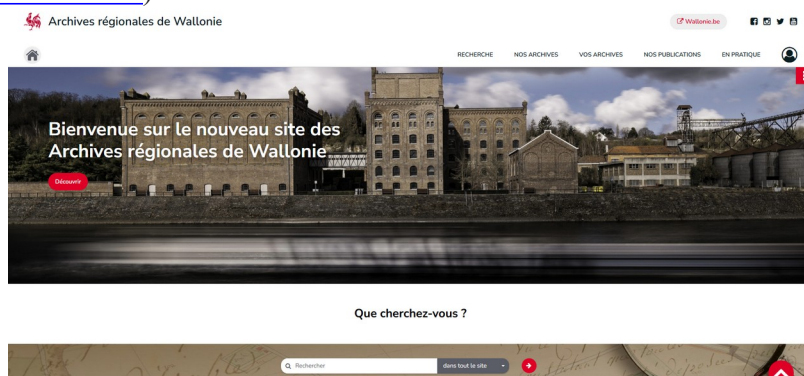 )
Archives régionales de Wallonie
Wallonie.be
RECHERCHE NOS ARCHIVES VOS ARCHIVES NOS PUBLICATIONS EN PRATIQUE
Bienvenue sur le nouveau site des
Archives régionales de Wallonie
Découvrir
Que cherchez-vous ?
Rechercher dans tout le site